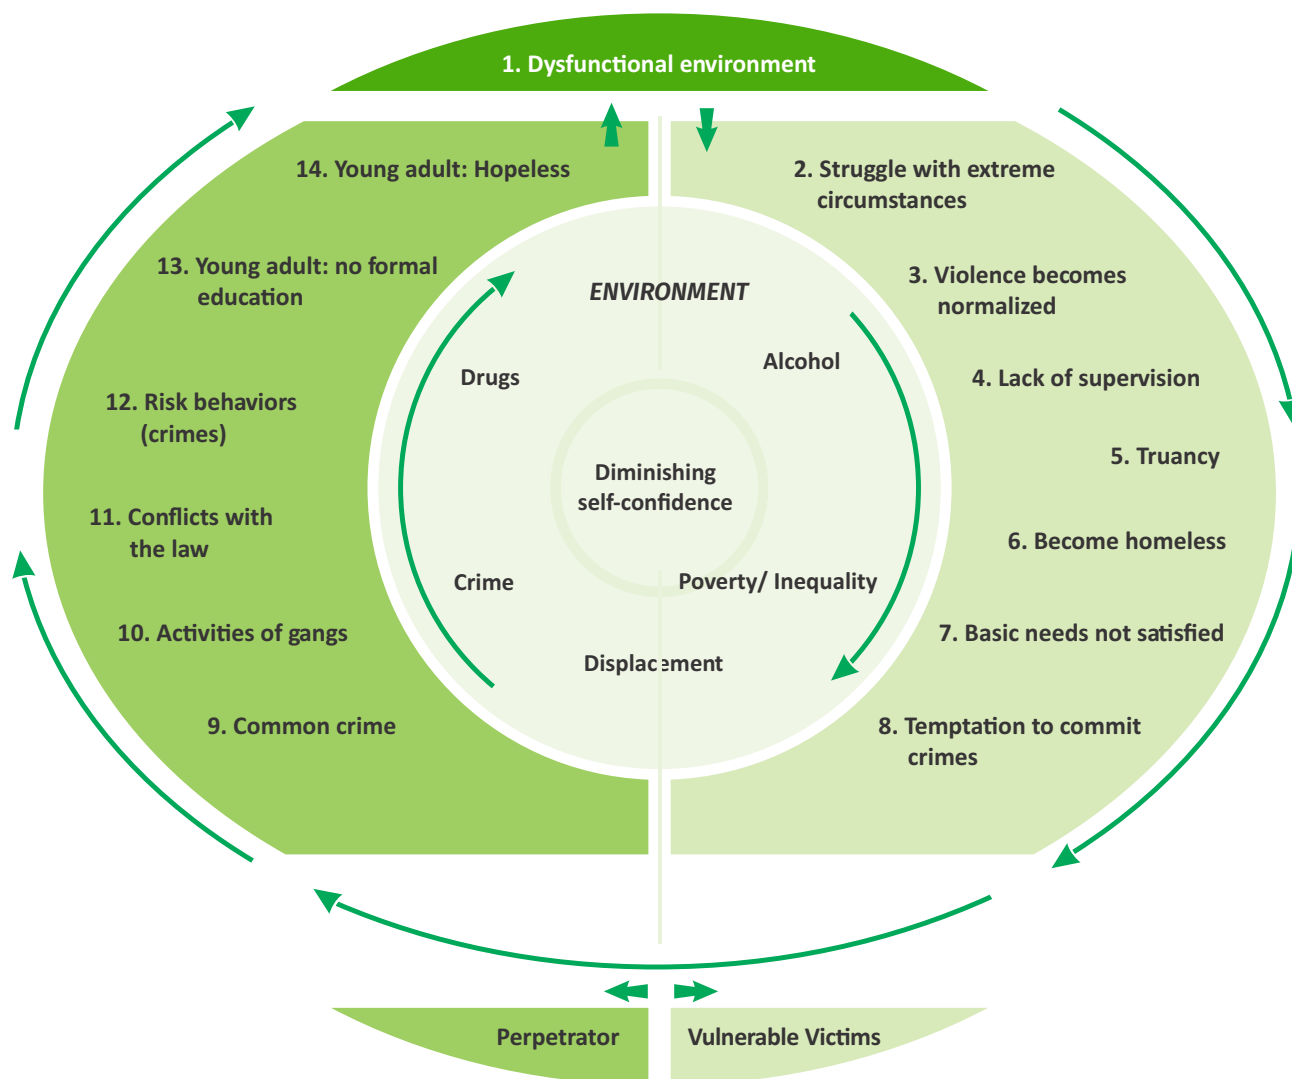 1. Dysfunctional environment
2. Struggle with extreme
circumstances
3. Violence becomes
normalized
4. Lack of supervision
5. Truancy
6. Become homeless
7. Basic needs not satisfied
8. Temptation to commit
crimes
9. Common crime
10. Activities of gangs
11. Conflicts with
the law
12. Risk behaviors
(crimes)
13. Young adult: no formal
education
14. Young adult: Hopeless
ENVIRONMENT
Alcohol
Poverty/ Inequality
Displacement
Crime
Drugs
Diminishing
self-confidence
Perpetrator
Vulnerable Victims